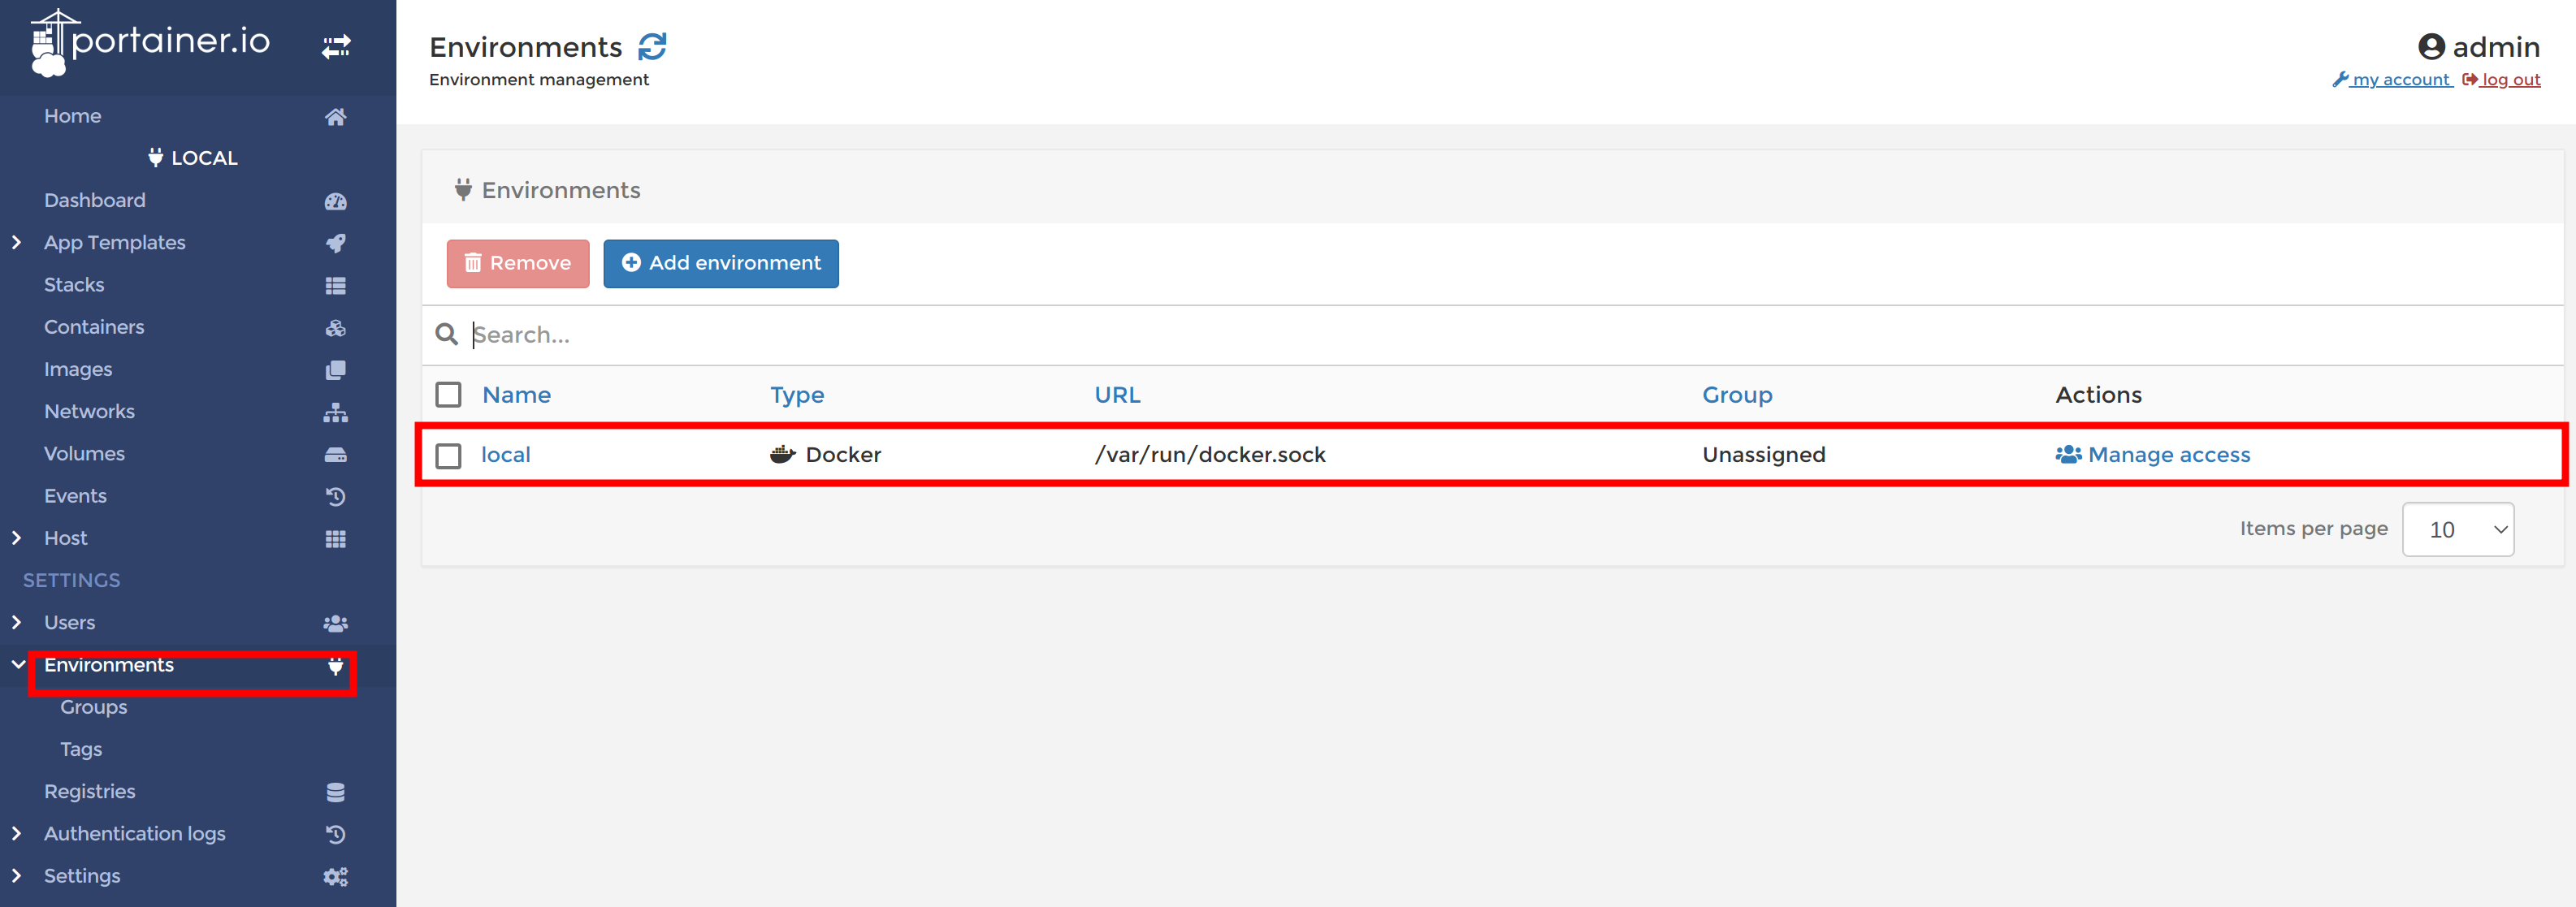 portainer.io
Home
LOCAL
Dashboard
App Templates
Stacks
Containers
Images
Networks
Volumes
Events
Host
SETTINGS
Users
Environments
Groups
Tags
Registries
Authentication logs
Settings
Environments
Environment management
admin
my account log out
Environments
Remove Add environment
Search...
Name Type URL Group Actions
local Docker /var/run/docker.sock Unassigned Manage access
Items per page 10